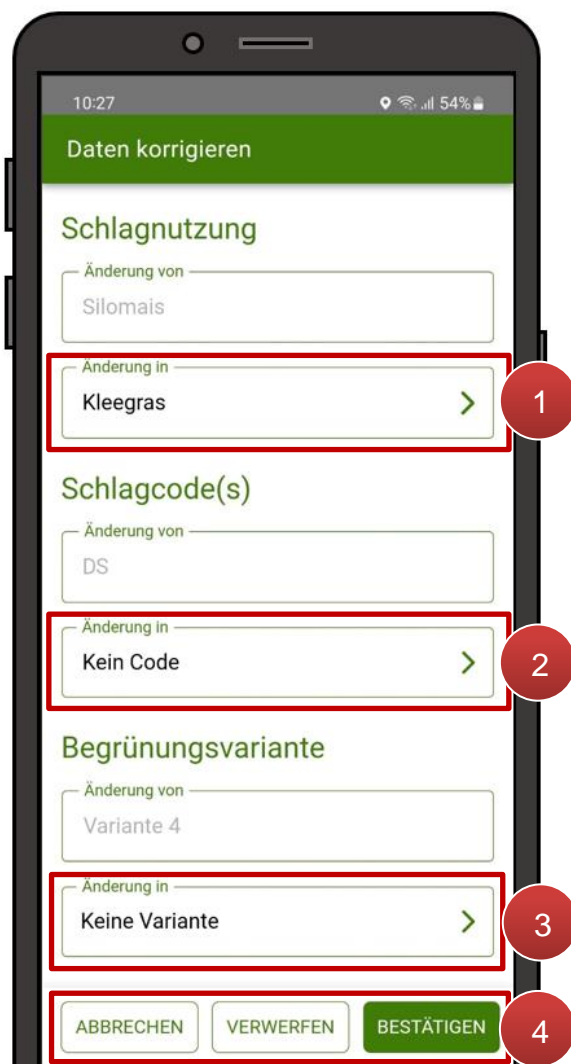 10:27 54%
Daten korrigieren
Schlagnutzung
Änderung von
Silomais
Änderung in
Kleegras
1
Schlagcode(s)
Änderung von
DS
Änderung in
Kein Code
2
Begrünungsvariante
Änderung von
Variante 4
Änderung in
Keine Variante
3
ABBRECHEN VERWERFEN BESTÄTIGEN 4